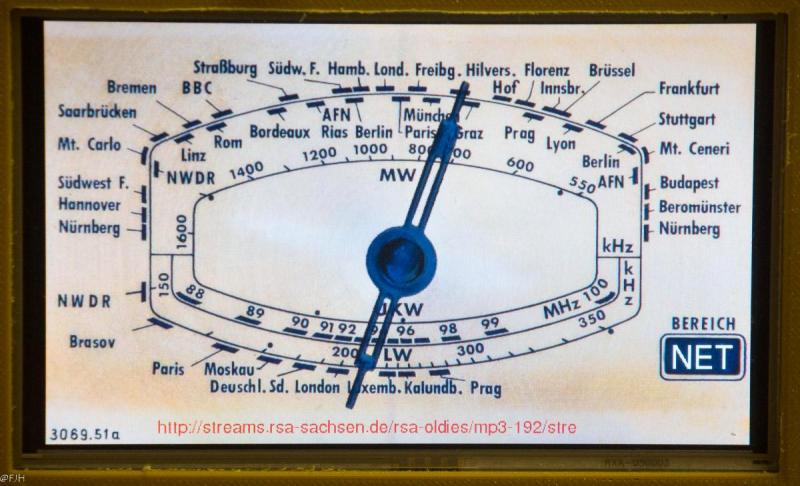 Straßburg Südw. F. Hamb. Lond. Freibg. Hilvers. Florenz
Bremen BBC Hof Innsbr. Brüssel
Saarbrücken AFN München Frankfurt
Mt. Carlo Linz Rom Bordeaux Rias Berlin Paris Graz Prag Lyon Stuttgart
Berlin Mt. Ceneri
NWDR 1400 1200 1000 800 700 600 550 AFN
MW
Südwest F. Budapest
Hannover Beromünster
Nürnberg 1600 Nürnberg
kHz
150 kHz
NWDR 88 89 90 91 92 96 98 99 MHz 100
UKW
Brasov 200 LW 300 350
BEREICH
NET
Paris Moskau
Deuschl. Sd. London Luxemb. Kalundb. Prag
http://streams.rsa-sachsen.de/rsa-oldies/mp3-192/stre
3069.51a
@FJH